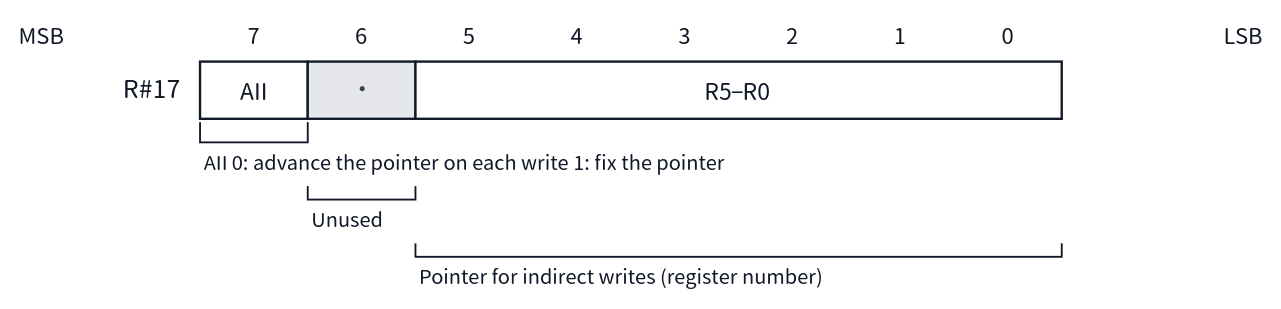 MSB 7 6 5 4 3 2 1 0 LSB
R#17 AII · R5–R0
AII 0: advance the pointer on each write 1: fix the pointer
Unused
Pointer for indirect writes (register number)